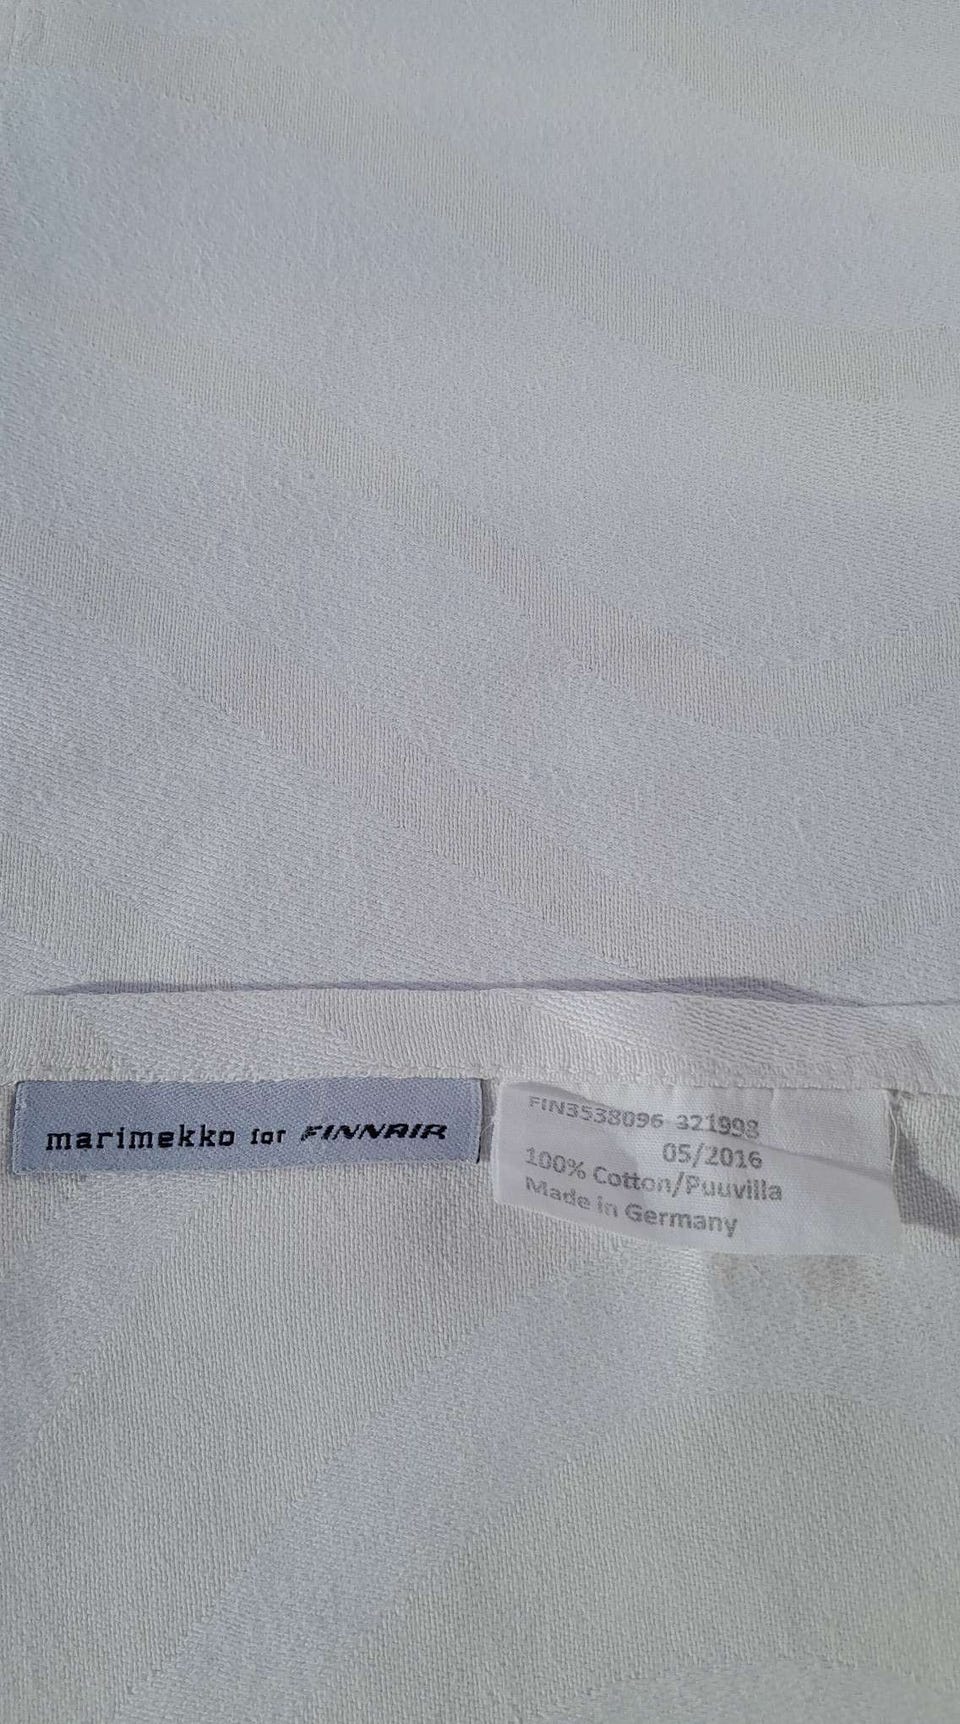 marimekko for FINNAIR
FIN3538096 321998
05/2016
100% Cotton/Puuvilla
Made in Germany